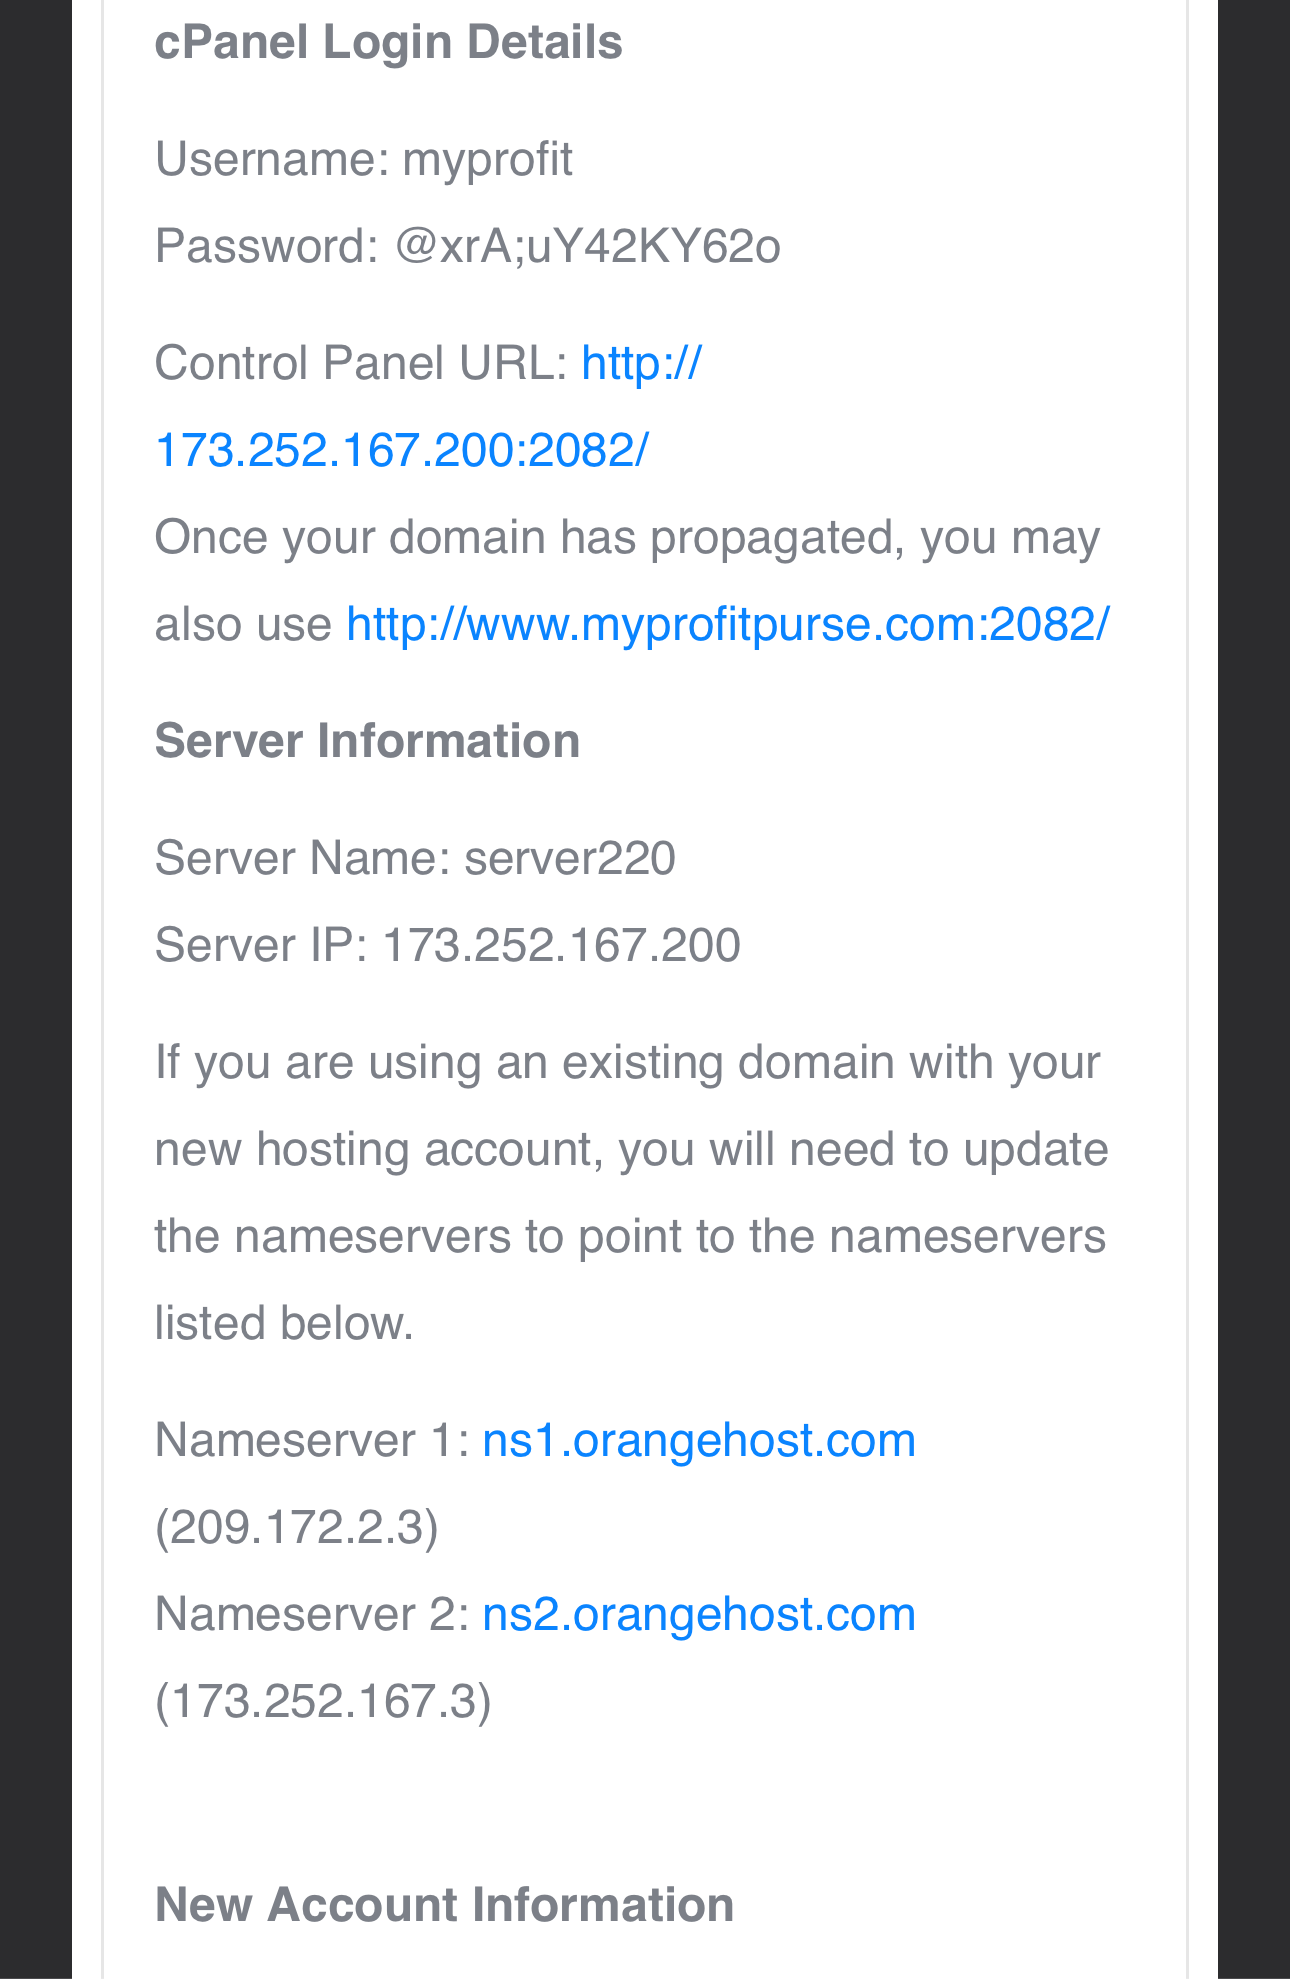 cPanel Login Details
Username: myprofit
Password: @xrA;uY42KY62o
Control Panel URL: http://
173.252.167.200:2082/
Once your domain has propagated, you may
also use http://www.myprofitpurse.com:2082/
Server Information
Server Name: server220
Server IP: 173.252.167.200
If you are using an existing domain with your
new hosting account, you will need to update
the nameservers to point to the nameservers
listed below.
Nameserver 1: ns1.orangehost.com
(209.172.2.3)
Nameserver 2: ns2.orangehost.com
(173.252.167.3)
New Account Information